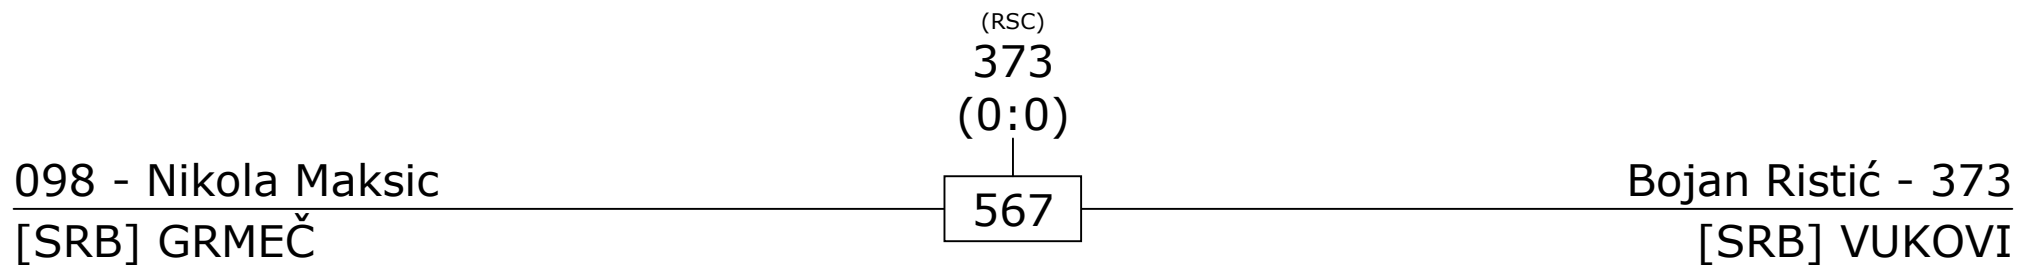 (RSC)
373
(0:0)
098 - Nikola Maksic
Bojan Ristić - 373
567
[SRB] GRMEČ
[SRB] VUKOVI